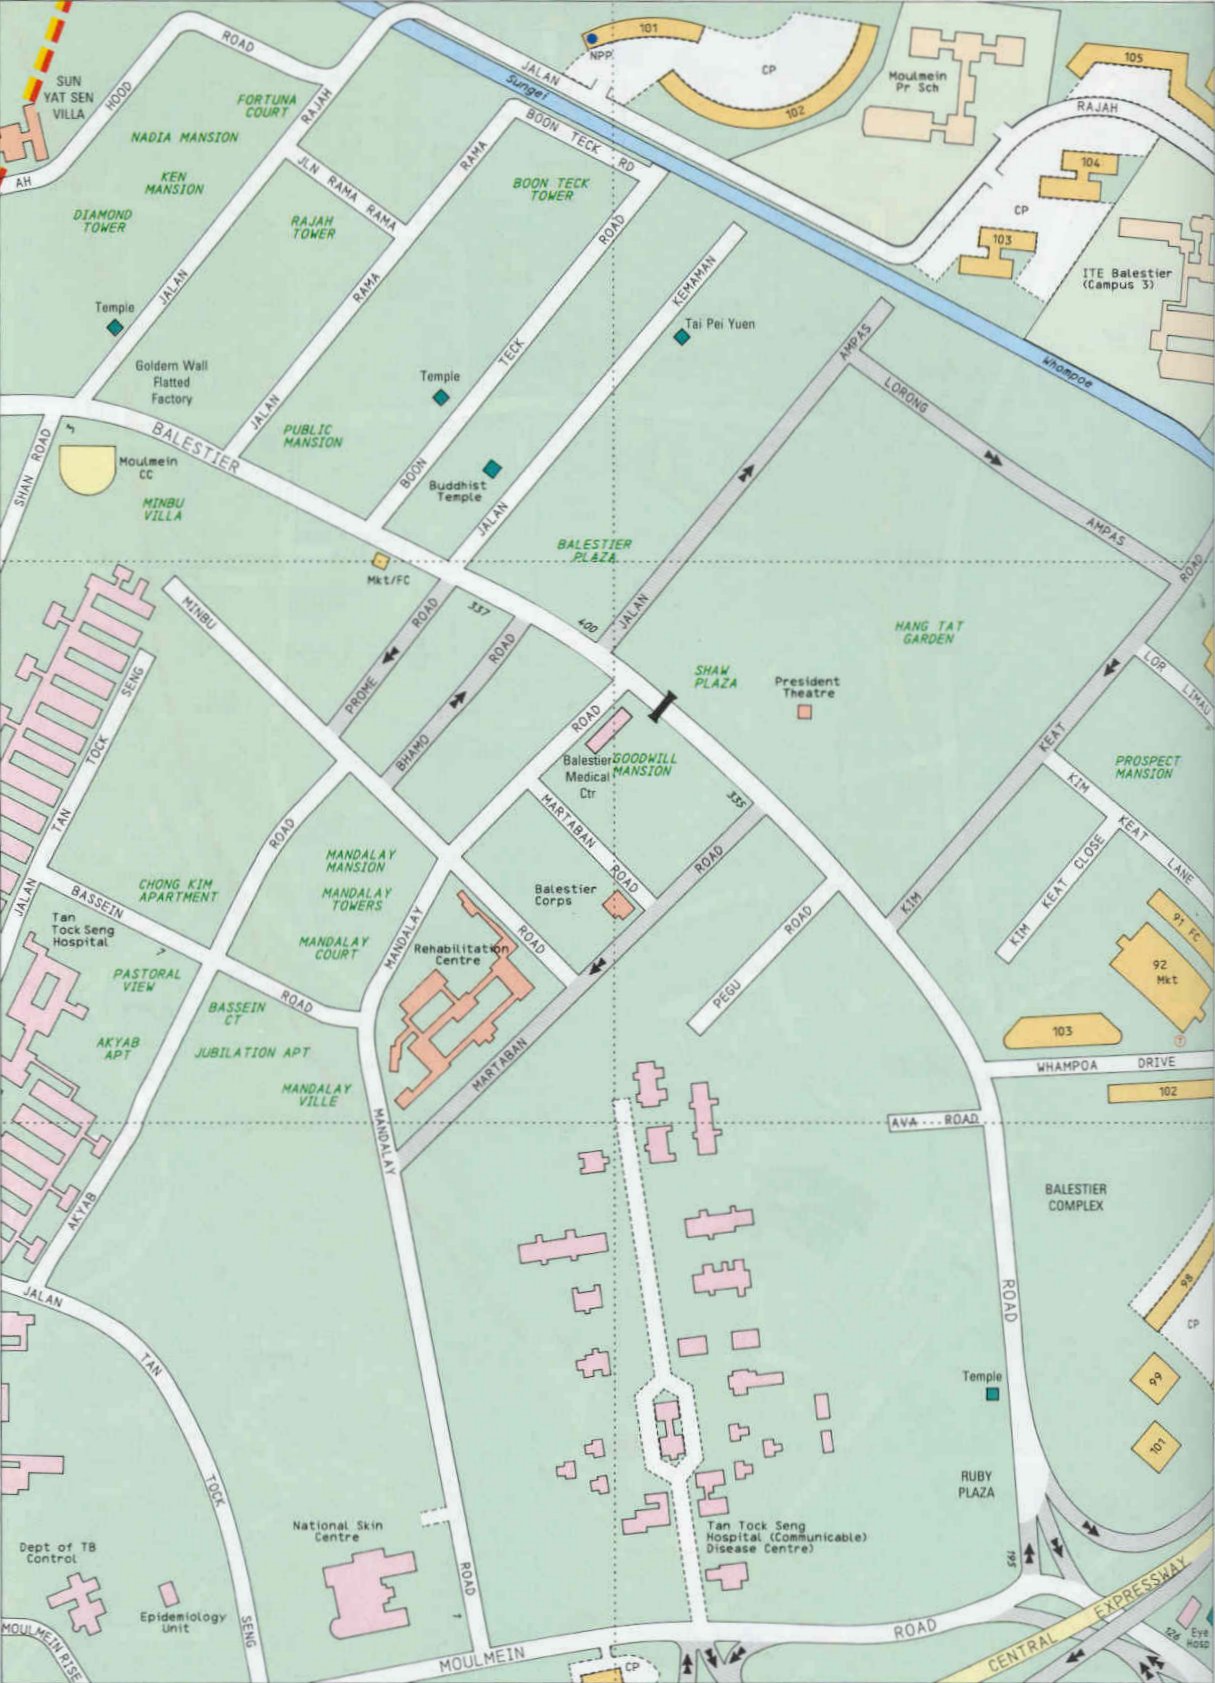 101
NPP
CP
102
JALAN
Sungei
Moulmein
Pr Sch
105
RAJAH
104
CP
103
ITE Balestier
(Campus 3)
ROAD
SUN
YAT SEN
VILLA
HOOD
AH
FORTUNA
COURT
RAJAH
NADIA MANSION
KEN
MANSION
DIAMOND
TOWER
JLN RAMA RAMA
RAJAH
TOWER
RAMA
BOON TECK RD
BOON TECK
TOWER
ROAD
KEMAMAN
Temple
JALAN
RAMA
Tai Pei Yuen
AMPAS
Whompoe
Goldern Wall
Flatted
Factory
Temple
TECK
LORONG
JALAN
BALESTIER
PUBLIC
MANSION
SHAN ROAD
5
Moulmein
CC
BOON
Buddhist
Temple
JALAN
MINBU
VILLA
BALESTIER
PLAZA
AMPAS
ROAD
Mkt/FC
MINBU
ROAD
337
400
JALAN
HANG TAT
GARDEN
ROAD
SENG
PROME
SHAW
PLAZA
President
Theatre
LOR LIMAU
TOCK
BHAMO
ROAD
Balestier
Medical
Ctr
GOODWILL
MANSION
KEAT
PROSPECT
MANSION
KIM KEAT LANE
335
TAN
ROAD
MARTABAN ROAD
ROAD
KEAT CLOSE
KIM
MANDALAY
MANSION
MANDALAY
TOWERS
MANDALAY
COURT
CHONG KIM
APARTMENT
JALAN
BASSEIN
Tan
Tock Seng
Hospital
7
Balestier
Corps
KIM
91 FC
92
Mkt
MANDALAY
Rehabilitation
Centre
ROAD
ROAD
PEGU
PASTORAL
VIEW
BASSEIN
CT
ROAD
AKYAB
APT
JUBILATION APT
MANDALAY
VILLE
MARTABAN
103
WHAMPOA DRIVE
102
MANDALAY
AVA ROAD
AKYAB
BALESTIER
COMPLEX
98
CP
JALAN
ROAD
TAN
Temple
99
101
TOCK
RUBY
PLAZA
National Skin
Centre
Tan Tock Seng
Hospital (Communicable)
Disease Centre)
Dept of TB
Control
195
ROAD
Epidemiology
Unit
7
SENG
MOULMEIN RISE
MOULMEIN
CP
ROAD
CENTRAL EXPRESSWAY
126
Eye
Hosp